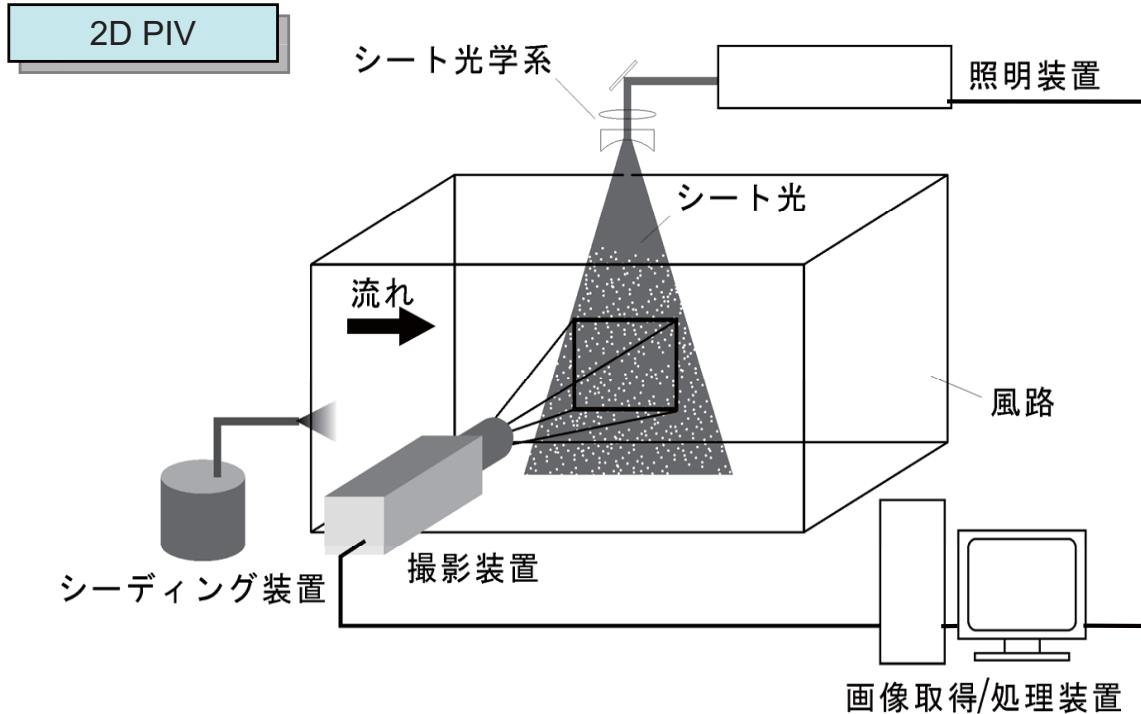 2D PIV
シート光学系
照明装置
シート光
流れ
風路
シーディング装置
撮影装置
画像取得/処理装置